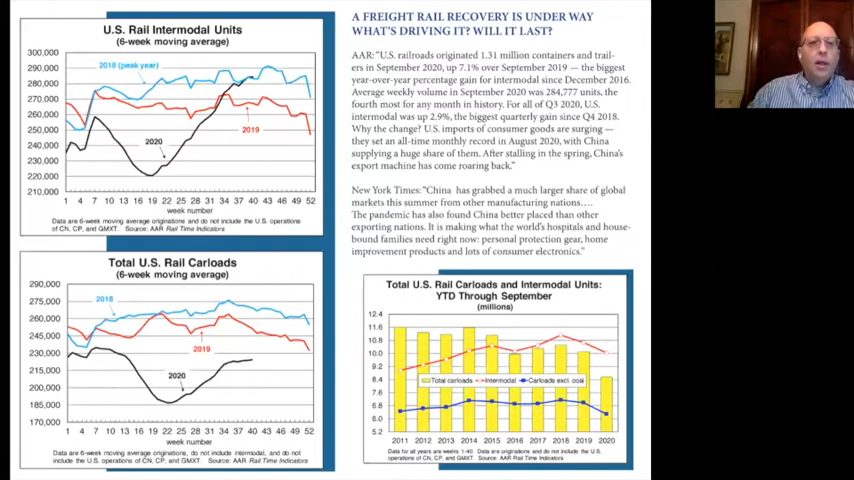 U.S. Rail Intermodal Units
(6-week moving average)
300,000
290,000
280,000
270,000
260,000
250,000
240,000
230,000
220,000
210,000
2018 (peak year)
2020
2019
1 4 7 10 13 16 19 22 25 28 31 34 37 40 43 46 49 52
week number
Data are 6-week moving average originations and do not include the U.S. operations
of CN, CP, and GMXT. Source: AAR Rail Time Indicators
Total U.S. Rail Carloads
(6-week moving average)
290,000
275,000
260,000
245,000
230,000
215,000
200,000
185,000
170,000
2018
2019
2020
1 4 7 10 13 16 19 22 25 28 31 34 37 40 43 46 49 52
week number
Data are 6-week moving average originations, do not include intermodal, and do not
include the U.S. operations of CN, CP, and GMXT. Source: AAR Rail Time Indicators
A FREIGHT RAIL RECOVERY IS UNDER WAY
WHAT'S DRIVING IT? WILL IT LAST?
AAR: "U.S. railroads originated 1.31 million containers and trail-
ers in September 2020, up 7.1% over September 2019 — the biggest
year-over-year percentage gain for intermodal since December 2016.
Average weekly volume in September 2020 was 284,777 units, the
fourth most for any month in history. For all of Q3 2020, U.S.
intermodal was up 2.9%, the biggest quarterly gain since Q4 2018.
Why the change? U.S. imports of consumer goods are surging —
they set an all-time monthly record in August 2020, with China
supplying a huge share of them. After stalling in the spring, China's
export machine has come roaring back."
New York Times: "China has grabbed a much larger share of global
markets this summer from other manufacturing nations….
The pandemic has also found China better placed than other
exporting nations. It is making what the world's hospitals and house-
bound families need right now: personal protection gear, home
improvement products and lots of consumer electronics."
Total U.S. Rail Carloads and Intermodal Units:
YTD Through September
(millions)
12.4
11.6
10.8
10.0
9.2
8.4
7.6
6.8
6.0
5.2
Total carloads Intermodal Carloads excl. coal
2011 2012 2013 2014 2015 2016 2017 2018 2019 2020
Data for all years are weeks 1-40. Data are originations and do not include the U.S.
operations of CN, CP, and GMXT. Source: AAR Rail Time Indicators